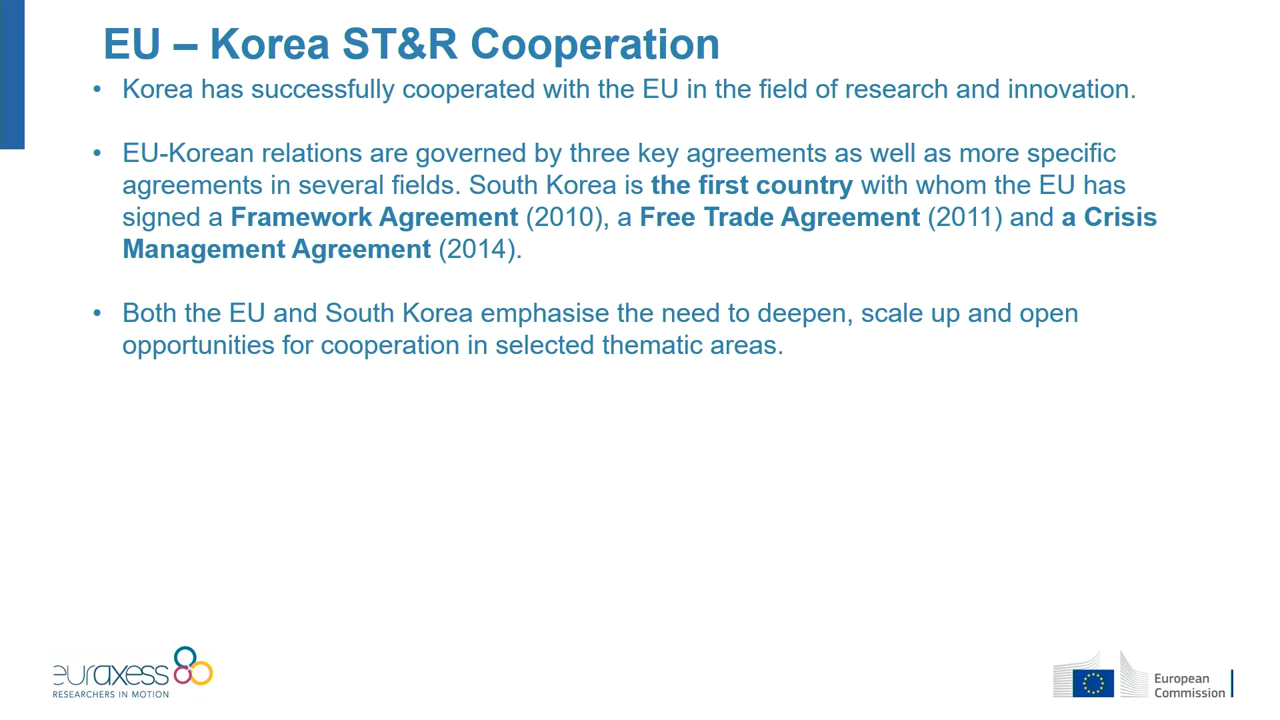 EU – Korea ST&R Cooperation
• Korea has successfully cooperated with the EU in the field of research and innovation.
• EU-Korean relations are governed by three key agreements as well as more specific
agreements in several fields. South Korea is the first country with whom the EU has
signed a Framework Agreement (2010), a Free Trade Agreement (2011) and a Crisis
Management Agreement (2014).
• Both the EU and South Korea emphasise the need to deepen, scale up and open
opportunities for cooperation in selected thematic areas.
euraxess
RESEARCHERS IN MOTION
European
Commission